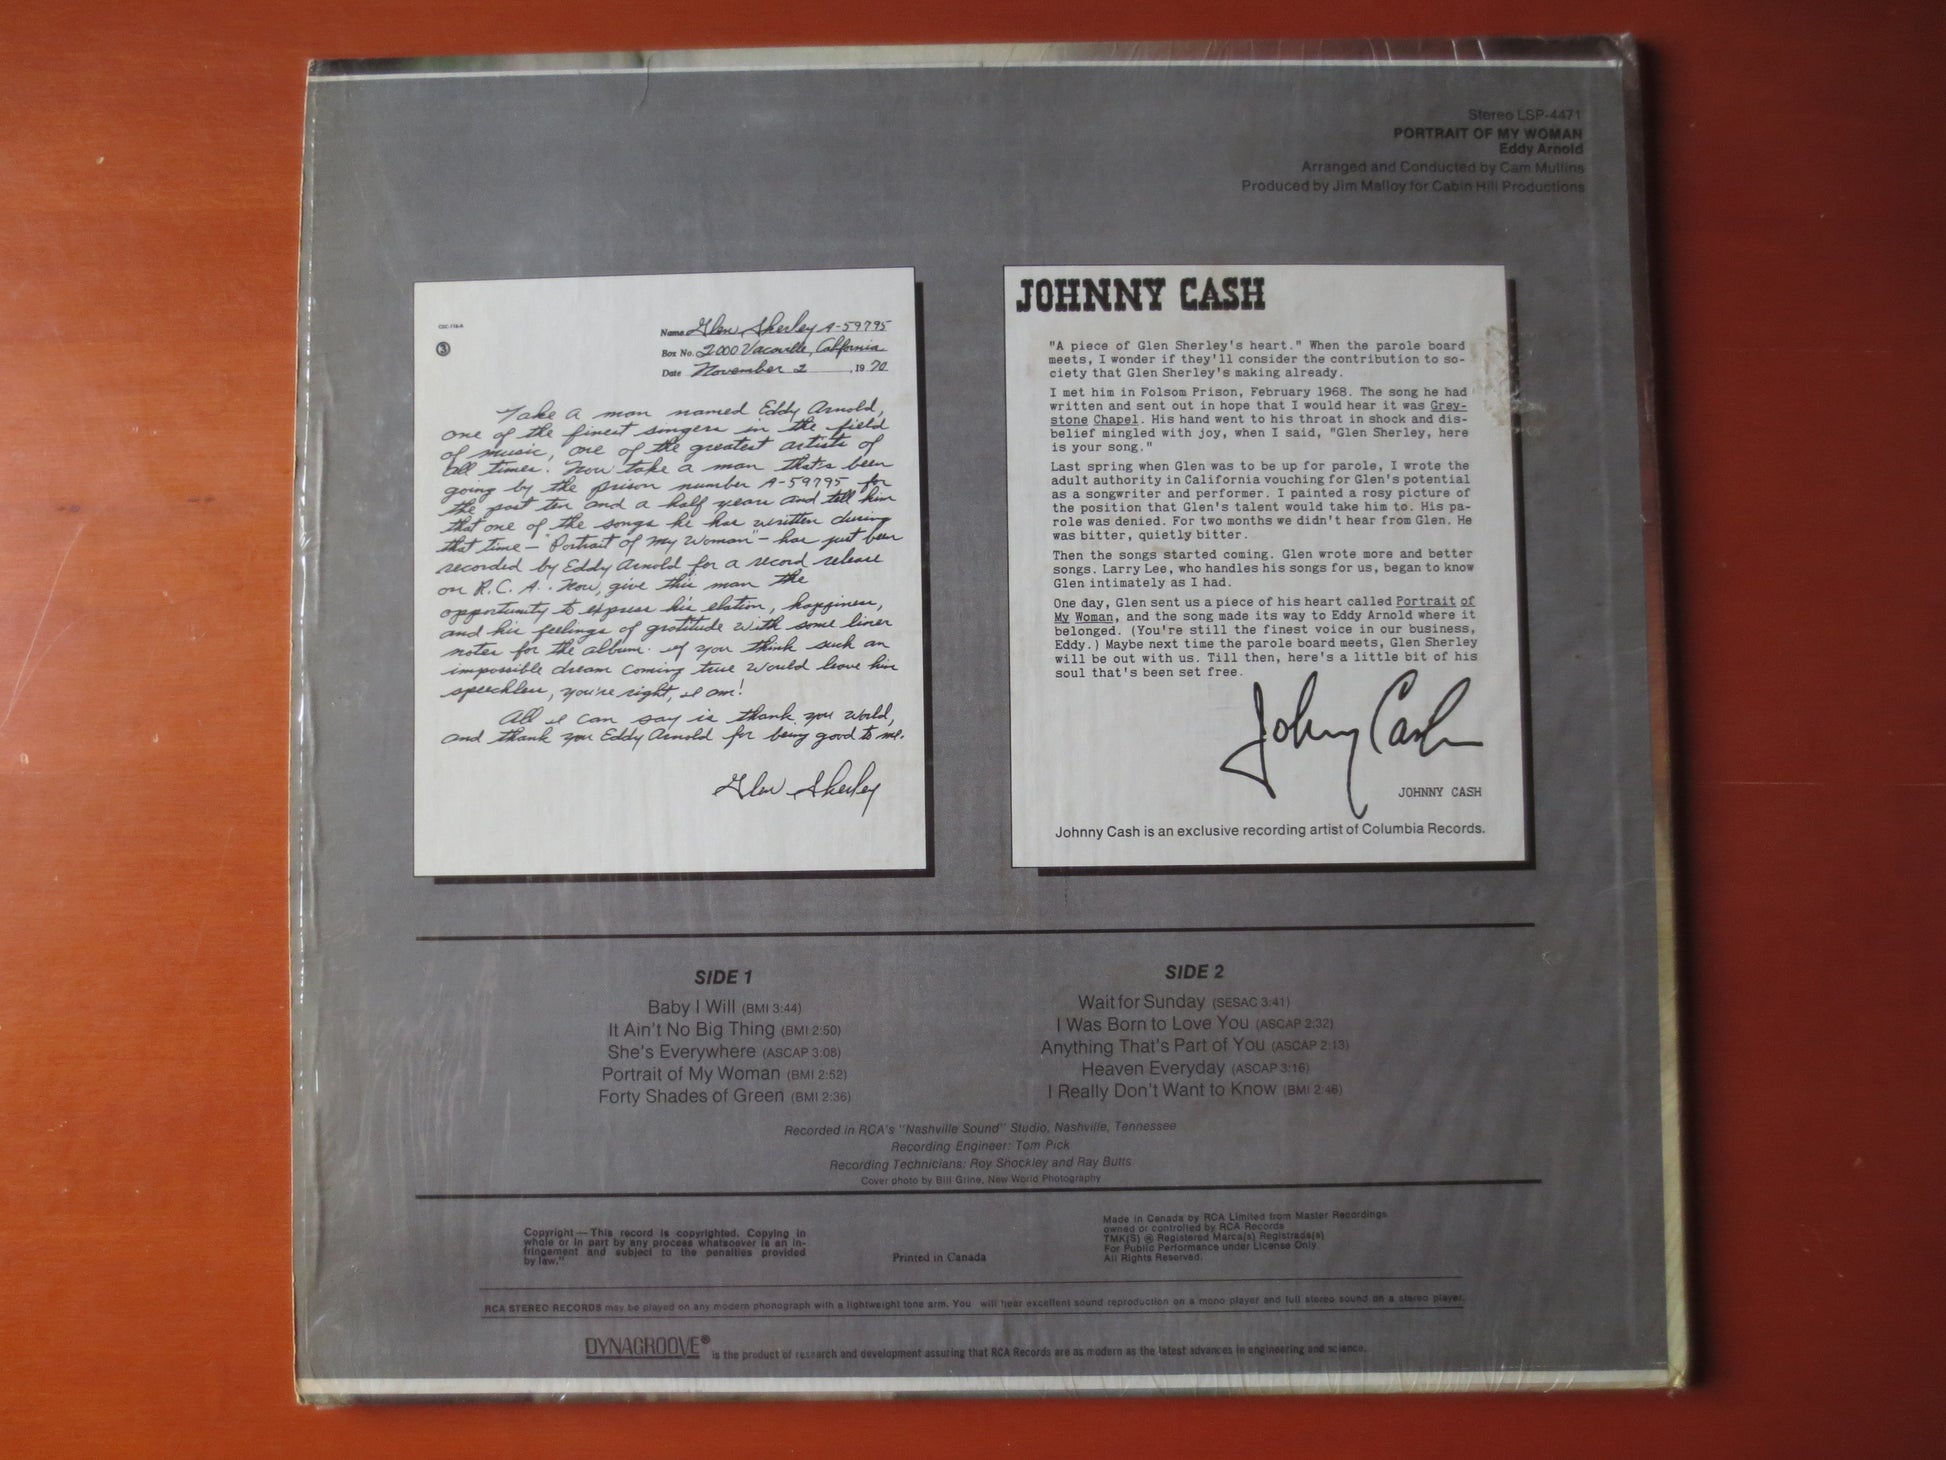 Stereo LSP-4471
PORTRAIT OF MY WOMAN
Eddy Arnold
Arranged and Conducted by Cam Mullins
Produced by Jim Malloy for Cabin Hill Productions
CDC-116-A
3
Name Glen Sherley A-59795
Box No. 2000 Vacaville, California
Date November 2, 1970
Take a man named Eddy Arnold,
one of the finest singers in the field
of music, one of the greatest artists of
all times. Now take a man that's been
going by the prison number A-59795 for
the past ten and a half years and tell him
that one of the songs he has written during
that time — "Portrait of My Woman" — has just been
recorded by Eddy Arnold for a record release
on R.C.A.. Now, give this man the
opportunity to express his elation, happiness,
and his feelings of gratitude with some liner
notes for the album. If you think such an
impossible dream coming true would leave him
speechless, you're right, I am!
All I can say is thank you world,
and thank you Eddy Arnold for being good to me.
Glen Sherley
JOHNNY CASH
"A piece of Glen Sherley's heart." When the parole board
meets, I wonder if they'll consider the contribution to so-
ciety that Glen Sherley's making already.
I met him in Folsom Prison, February 1968. The song he had
written and sent out in hope that I would hear it was Grey-
stone Chapel. His hand went to his throat in shock and dis-
belief mingled with joy, when I said, "Glen Sherley, here
is your song."
Last spring when Glen was to be up for parole, I wrote the
adult authority in California vouching for Glen's potential
as a songwriter and performer. I painted a rosy picture of
the position that Glen's talent would take him to. His pa-
role was denied. For two months we didn't hear from Glen. He
was bitter, quietly bitter.
Then the songs started coming. Glen wrote more and better
songs. Larry Lee, who handles his songs for us, began to know
Glen intimately as I had.
One day, Glen sent us a piece of his heart called Portrait of
My Woman, and the song made its way to Eddy Arnold where it
belonged. (You're still the finest voice in our business,
Eddy.) Maybe next time the parole board meets, Glen Sherley
will be out with us. Till then, here's a little bit of his
soul that's been set free.
Johnny Cash
JOHNNY CASH
Johnny Cash is an exclusive recording artist of Columbia Records.
SIDE 1
Baby I Will (BMI 3:44)
It Ain't No Big Thing (BMI 2:50)
She's Everywhere (ASCAP 3:08)
Portrait of My Woman (BMI 2:52)
Forty Shades of Green (BMI 2:36)
SIDE 2
Wait for Sunday (SESAC 3:41)
I Was Born to Love You (ASCAP 2:32)
Anything That's Part of You (ASCAP 2:13)
Heaven Everyday (ASCAP 3:16)
I Really Don't Want to Know (BMI 2:46)
Recorded in RCA's "Nashville Sound" Studio, Nashville, Tennessee
Recording Engineer: Tom Pick
Recording Technicians: Roy Shockley and Ray Butts
Cover photo by Bill Grine, New World Photography
Copyright — This record is copyrighted. Copying in
whole or in part by any process whatsoever is an in-
fringement and subject to the penalties provided
by law."
Printed in Canada
Made in Canada by RCA Limited from Master Recordings
owned or controlled by RCA Records
TMK(S) ® Registered Marca(s) Registrada(s)
For Public Performance under License Only
All Rights Reserved.
RCA STEREO RECORDS may be played on any modern phonograph with a lightweight tone arm. You will hear excellent sound reproduction on a mono player and full stereo sound on a stereo player.
DYNAGROOVE® is the product of research and development assuring that RCA Records are as modern as the latest advances in engineering and science.